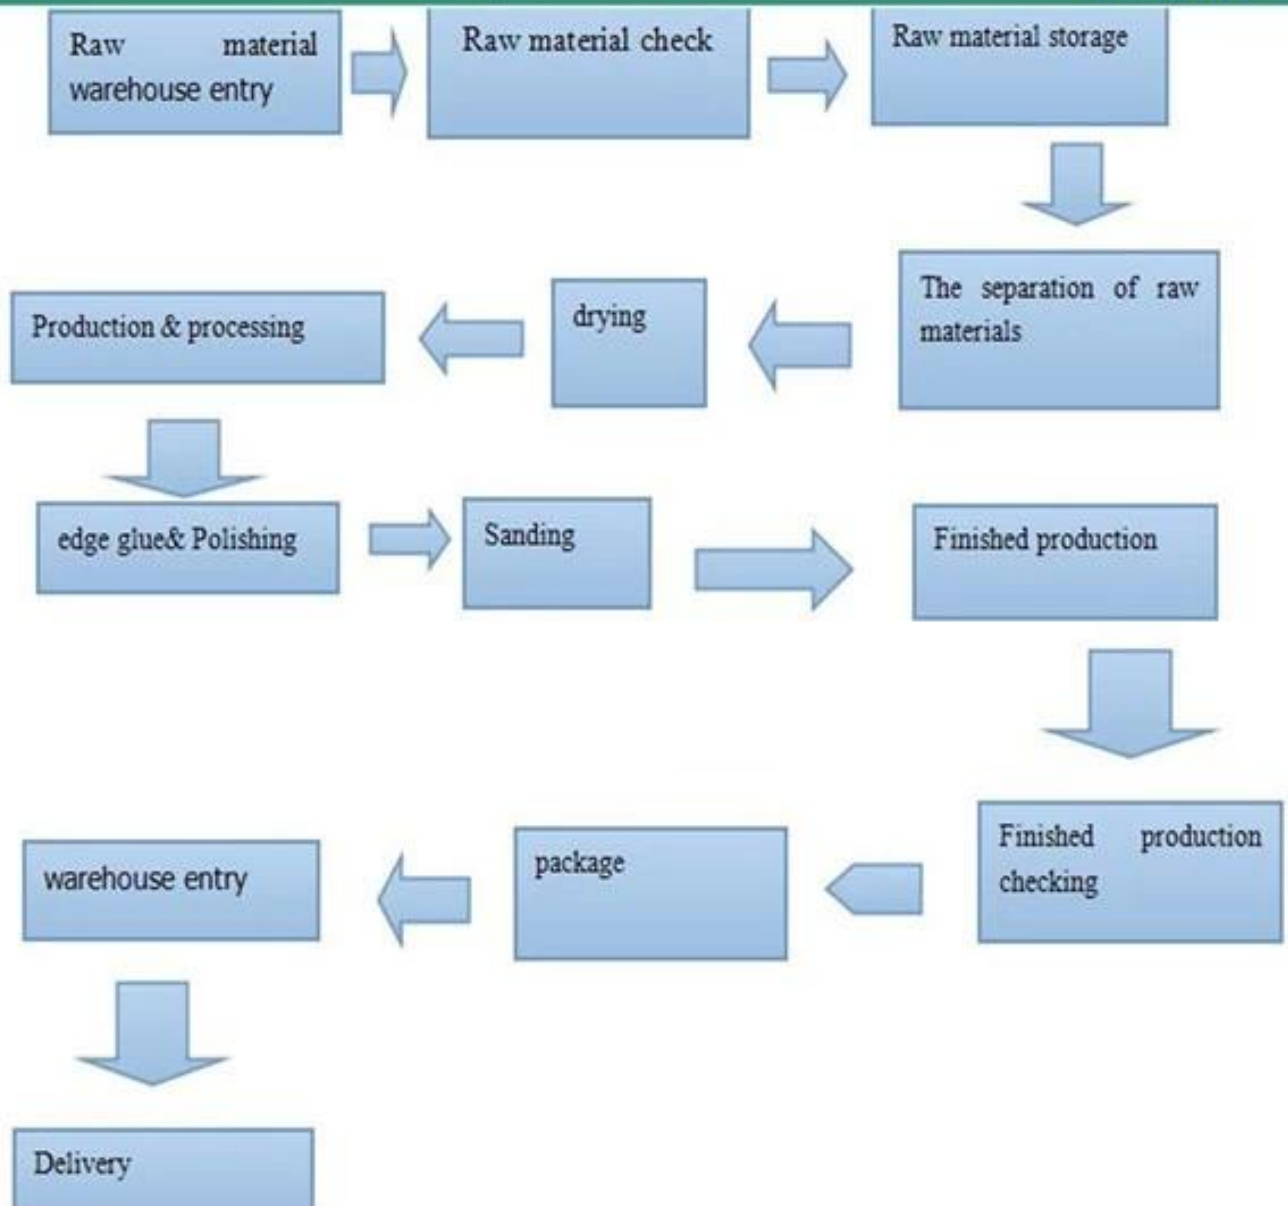 Raw material
warehouse entry
Raw material check
Raw material storage
The separation of raw
materials
drying
Production & processing
edge glue& Polishing
Sanding
Finished production
Finished production
checking
package
warehouse entry
Delivery